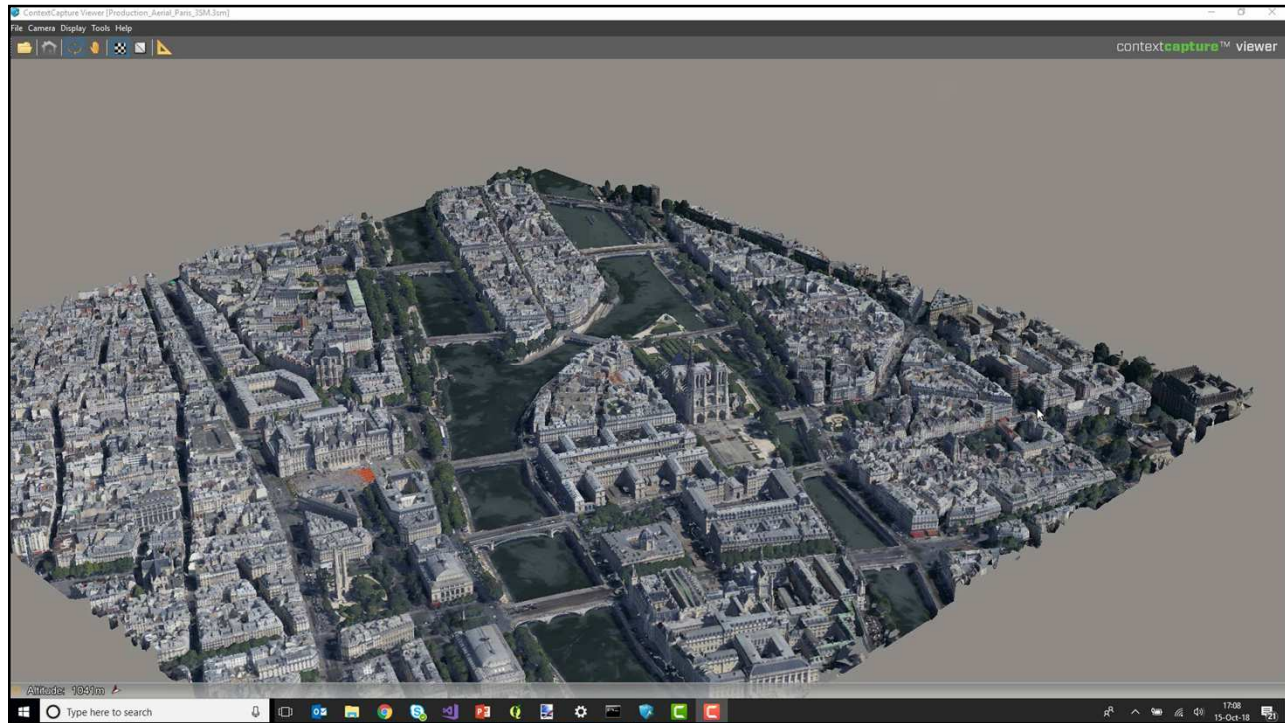 ContextCapture Viewer [Production_Aerial_Paris_3SM.3sm]
File Camera Display Tools Help
contextcapture™ viewer
Altitude: 1041m
Type here to search
17:08
15-Oct-18